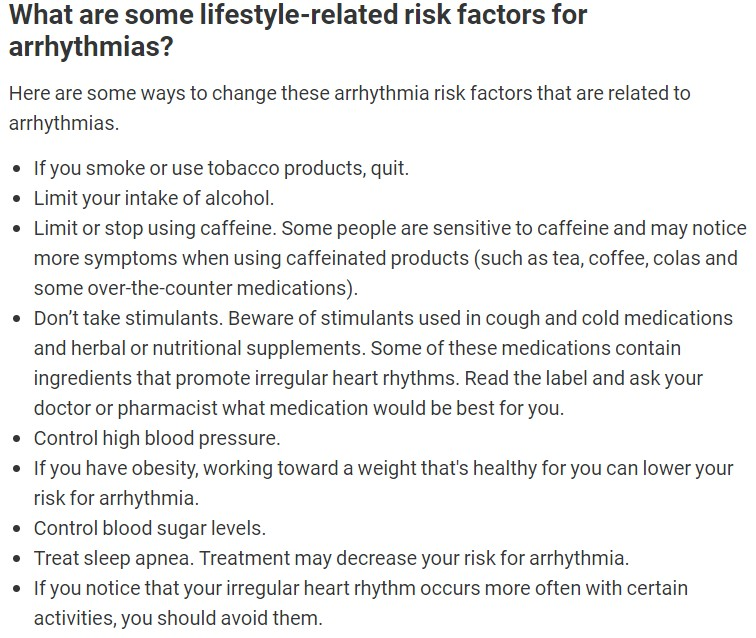 What are some lifestyle-related risk factors for
arrhythmias?
Here are some ways to change these arrhythmia risk factors that are related to
arrhythmias.
• If you smoke or use tobacco products, quit.
• Limit your intake of alcohol.
• Limit or stop using caffeine. Some people are sensitive to caffeine and may notice
more symptoms when using caffeinated products (such as tea, coffee, colas and
some over-the-counter medications).
• Don’t take stimulants. Beware of stimulants used in cough and cold medications
and herbal or nutritional supplements. Some of these medications contain
ingredients that promote irregular heart rhythms. Read the label and ask your
doctor or pharmacist what medication would be best for you.
• Control high blood pressure.
• If you have obesity, working toward a weight that's healthy for you can lower your
risk for arrhythmia.
• Control blood sugar levels.
• Treat sleep apnea. Treatment may decrease your risk for arrhythmia.
• If you notice that your irregular heart rhythm occurs more often with certain
activities, you should avoid them.